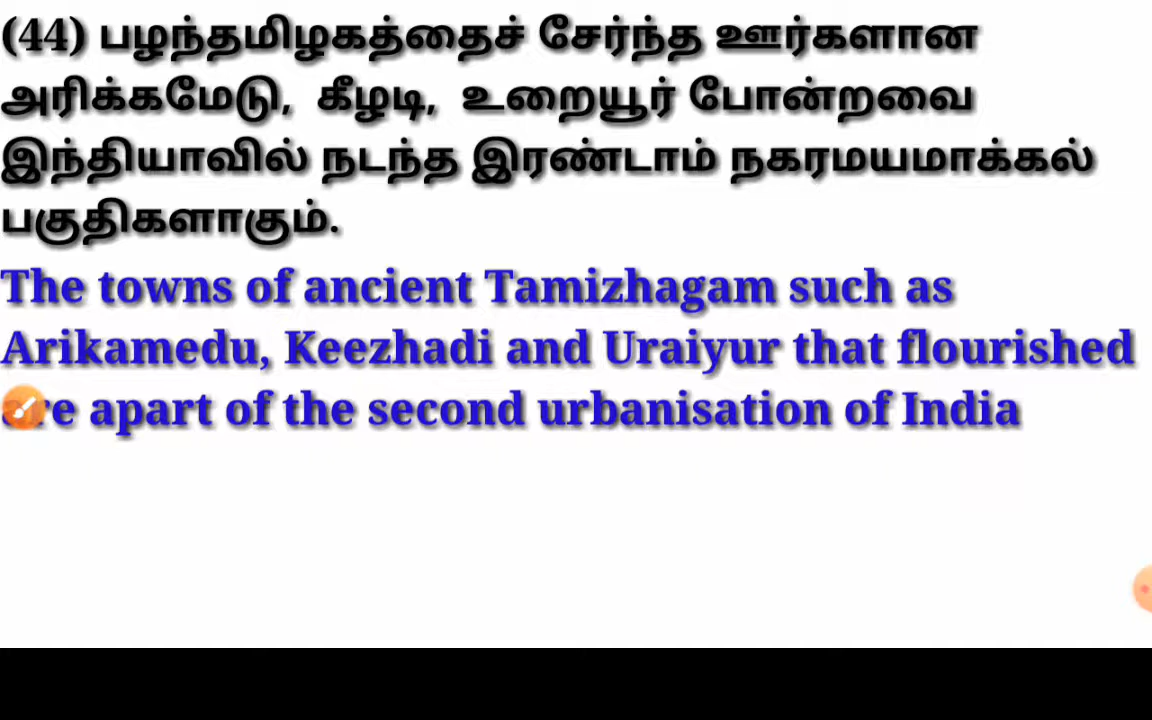 (44) பழந்தமிழகத்தைச் சேர்ந்த ஊர்களான
அரிக்கமேடு, கீழடி, உறையூர் போன்றவை
இந்தியாவில் நடந்த இரண்டாம் நகரமயமாக்கல்
பகுதிகளாகும்.
The towns of ancient Tamizhagam such as
Arikamedu, Keezhadi and Uraiyur that flourished
are apart of the second urbanisation of India